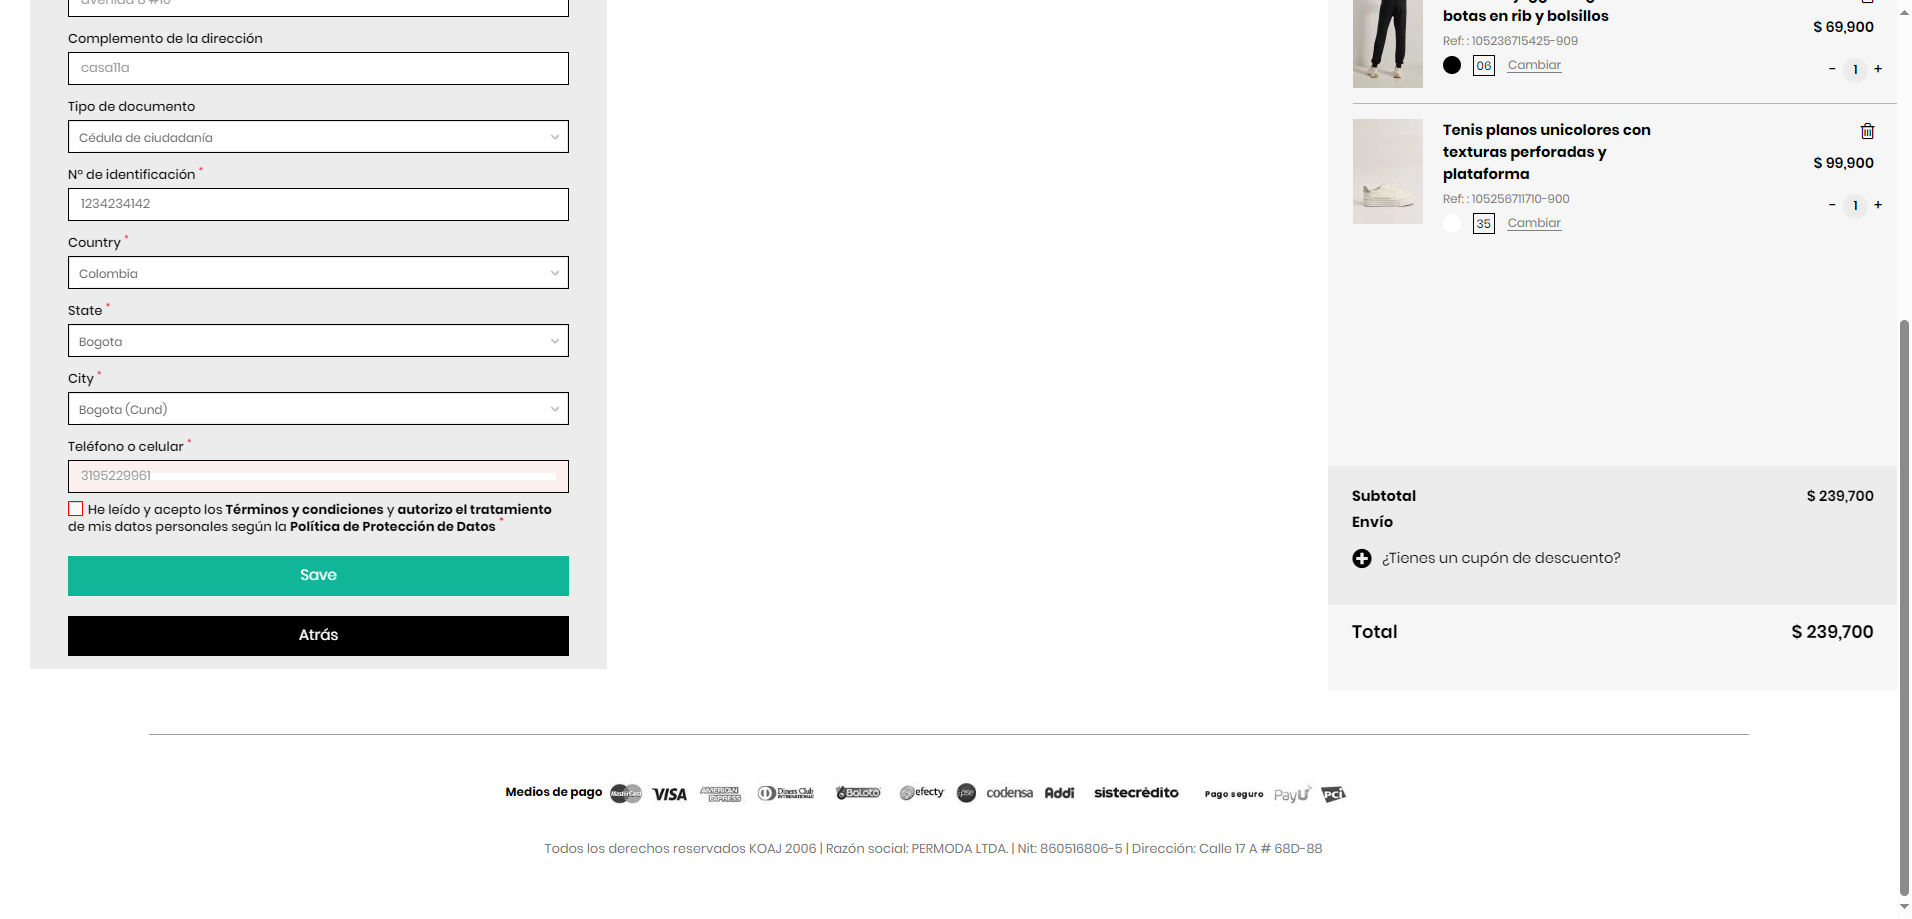 avenida 8 #10
Complemento de la dirección
casa11a
Tipo de documento
Cédula de ciudadanía
Nº de identificación *
1234234142
Country *
Colombia
State *
Bogota
City *
Bogota (Cund)
Teléfono o celular *
3195229961
He leído y acepto los Términos y condiciones y autorizo el tratamiento
de mis datos personales según la Política de Protección de Datos *
Save
Atrás
botas en rib y bolsillos
$ 69,900
Ref: : 105236715425-909
06 Cambiar
- 1 +
Tenis planos unicolores con
texturas perforadas y
plataforma
$ 99,900
Ref: : 105256711710-900
35 Cambiar
- 1 +
Subtotal $ 239,700
Envío
¿Tienes un cupón de descuento?
Total $ 239,700
Medios de pago MasterCard VISA AMERICAN EXPRESS Diners Club INTERNATIONAL Baloto efecty pse codensa Addi sistecrédito Pago seguro PayU PCI
Todos los derechos reservados KOAJ 2006 | Razón social: PERMODA LTDA. | Nit: 860516806-5 | Dirección: Calle 17 A # 68D-88